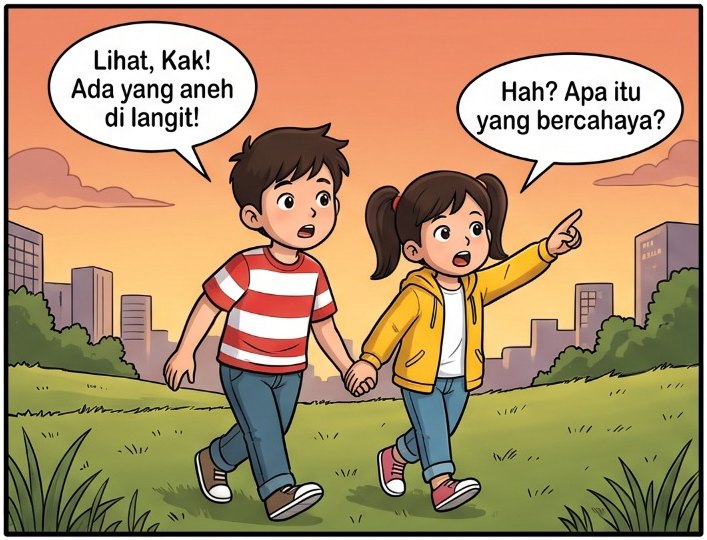 Lihat, Kak!
Ada yang aneh
di langit!
Hah? Apa itu
yang bercahaya?